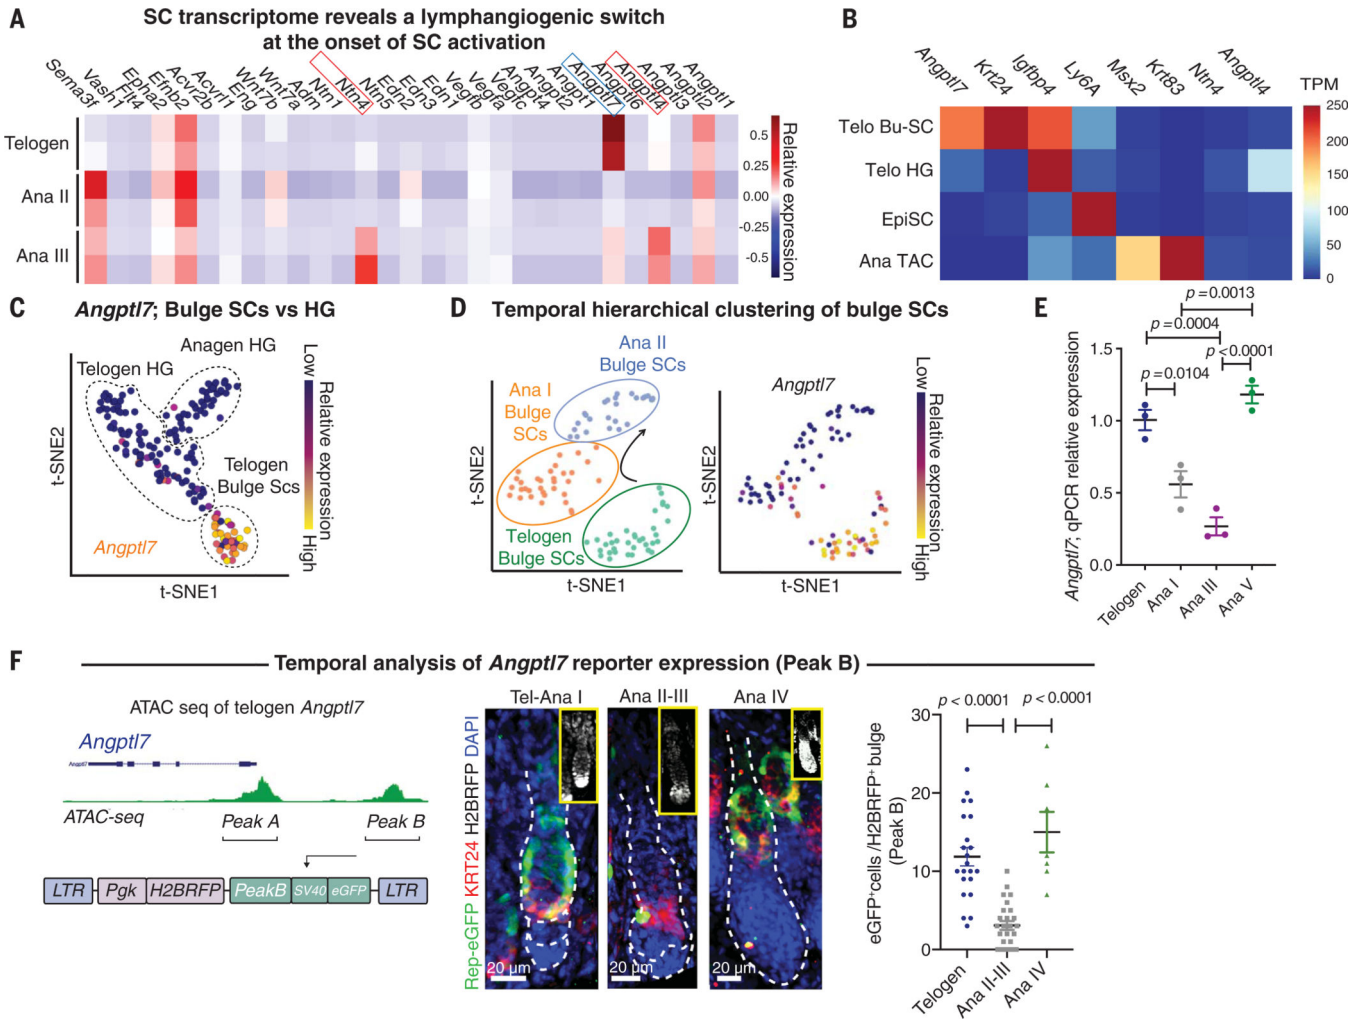 A
SC transcriptome reveals a lymphangiogenic switch
at the onset of SC activation
Sema3f
Vash1
Flt4
Epha2
Efnb2
Acvr2b
Acvrl1
Eng
Wnt7b
Wnt7a
Adm
Ntn1
Ntn4
Ntn5
Edn2
Edn3
Edn1
Vegfb
Vegfa
Vegfc
Angpt4
Angpt2
Angpt1
Angptl7
Angptl6
Angptl4
Angptl3
Angptl2
Angptl1
Telogen
Ana II
Ana III
0.5
0.25
0.00
-0.25
-0.5
Relative expression
B
Angptl7
Krt24
Igfbp4
Ly6A
Msx2
Krt83
Ntn4
Angptl4
TPM
Telo Bu-SC
Telo HG
EpiSC
Ana TAC
250
200
150
100
50
0
C
Angptl7; Bulge SCs vs HG
Anagen HG
Telogen HG
Telogen
Bulge Scs
Angptl7
t-SNE2
t-SNE1
Low
Relative expression
High
D
Temporal hierarchical clustering of bulge SCs
Ana II
Bulge SCs
Ana I
Bulge
SCs
Telogen
Bulge SCs
t-SNE2
t-SNE1
Angptl7
t-SNE2
t-SNE1
Low
Relative expression
High
E
p=0.0013
p=0.0004
p<0.0001
p=0.0104
Angptl7; qPCR relative expression
1.5
1.0
0.5
0.0
Telogen
Ana I
Ana III
Ana V
F
Temporal analysis of Angptl7 reporter expression (Peak B)
ATAC seq of telogen Angptl7
Angptl7
Angptl7
ATAC-seq
Peak A
Peak B
LTR
Pgk
H2BRFP
PeakB
SV40
eGFP
LTR
Rep-eGFP KRT24 H2BRFP DAPI
Tel-Ana I
Ana II-III
Ana IV
20 µm
20 µm
20 µm
p<0.0001
p<0.0001
eGFP+cells /H2BRFP+ bulge
(Peak B)
30
20
10
0
Telogen
Ana II-III
Ana IV